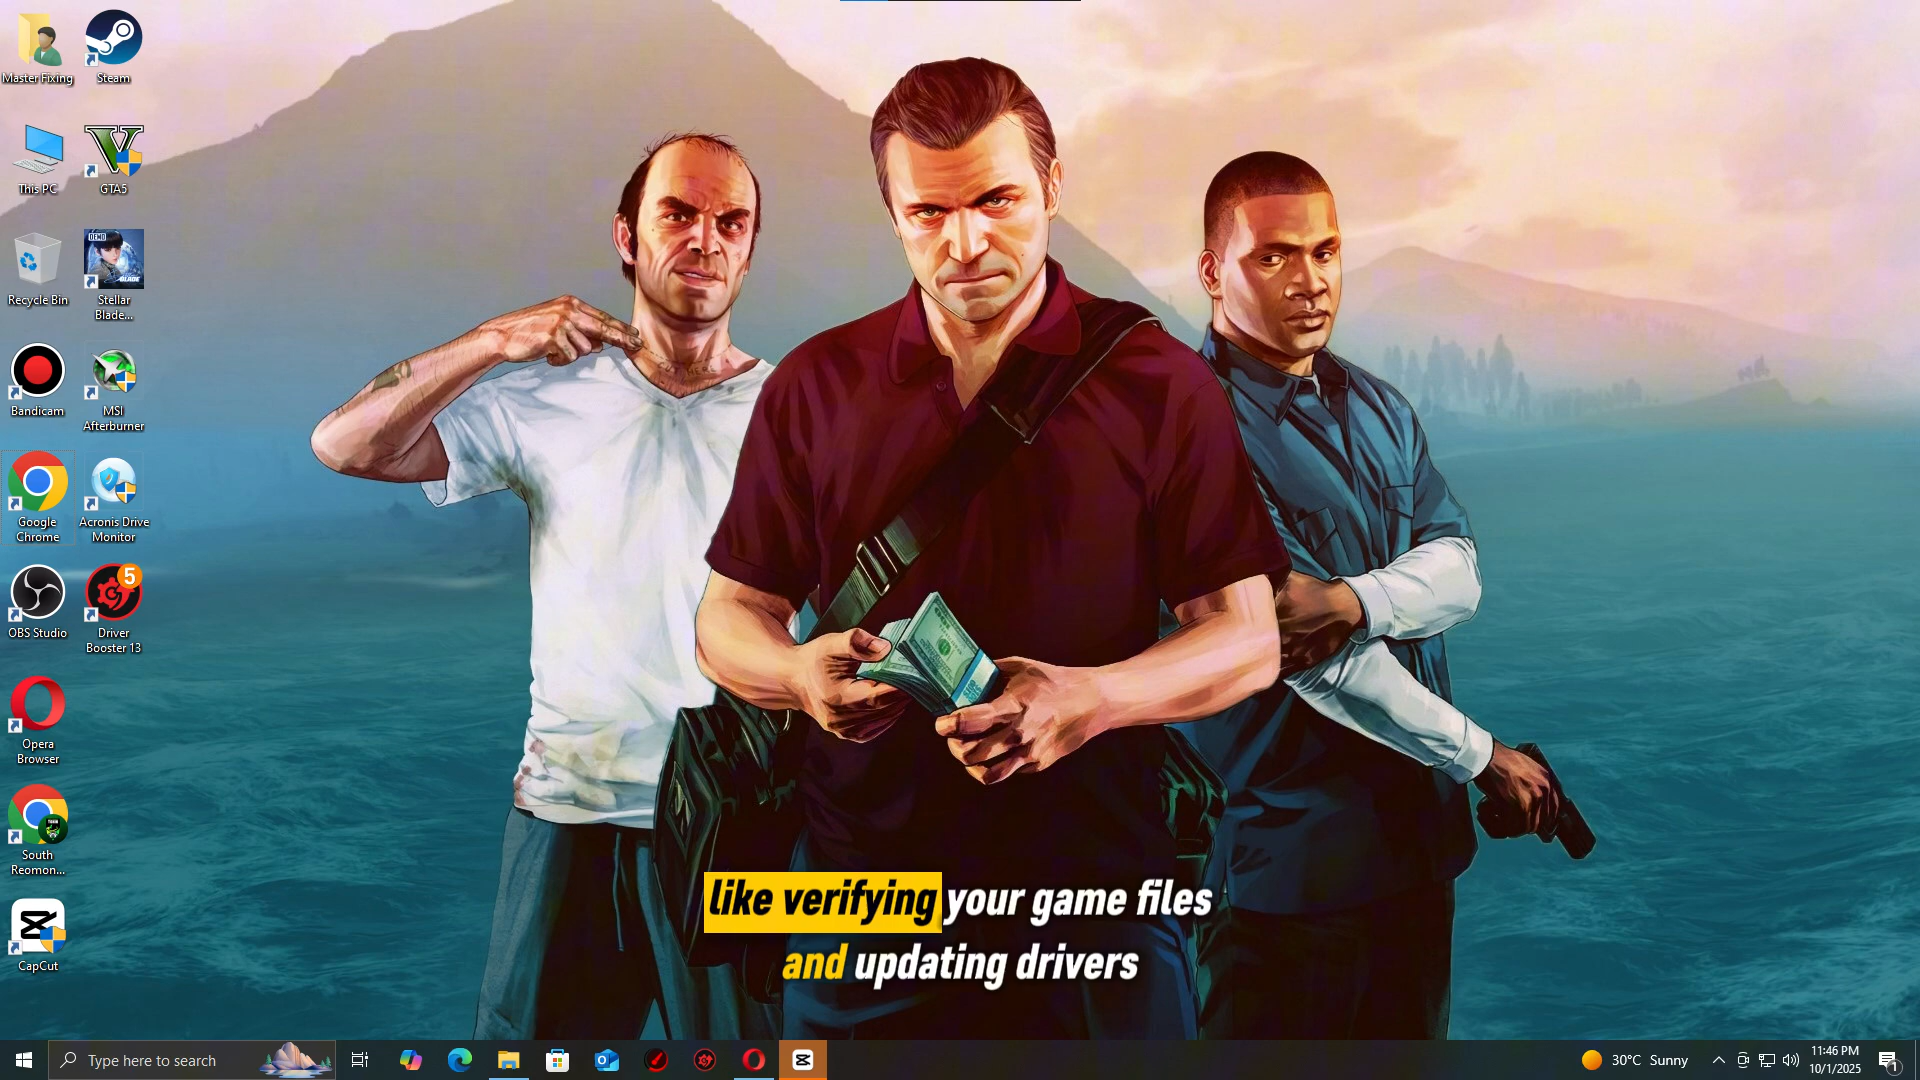 Master Fixing
Steam
This PC
GTA5
Recycle Bin
DEMO
BLADE
Stellar
Blade...
Bandicam
MSI
Afterburner
Google
Chrome
Acronis Drive
Monitor
OBS Studio
5
Driver
Booster 13
Opera
Browser
South
Reomon...
CapCut
like verifying your game files
and updating drivers
Type here to search
30°C Sunny
11:46 PM
10/1/2025
1